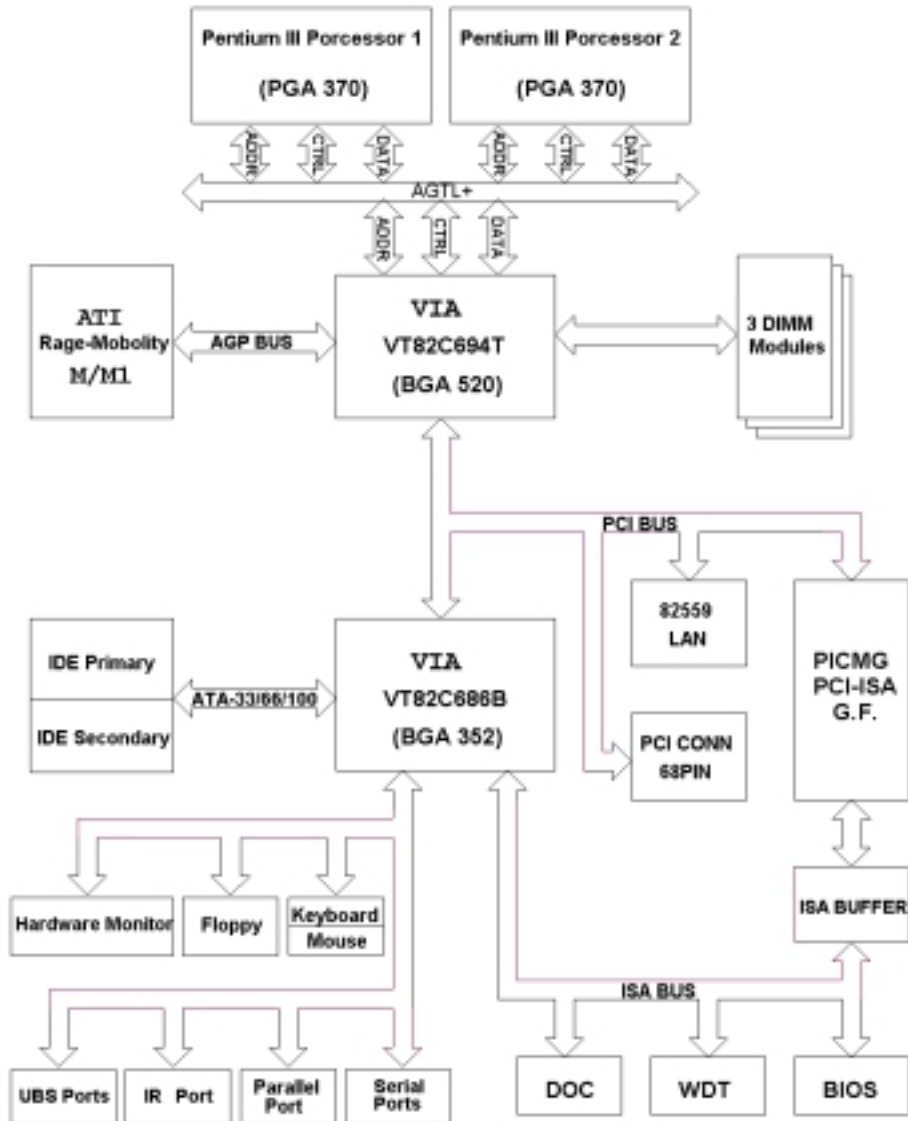 Pentium III Porcessor 1
(PGA 370)
Pentium III Porcessor 2
(PGA 370)
ADDR
CTRL
DATA
ADDR
CTRL
DATA
AGTL+
ADDR
CTRL
DATA
ATI
Rage-Mobolity
M/M1
AGP BUS
VIA
VT82C694T
(BGA 520)
3 DIMM
Modules
PCI BUS
82559
LAN
PICMG
PCI-ISA
G.F.
IDE Primary
IDE Secondary
ATA-33/66/100
VIA
VT82C686B
(BGA 352)
PCI CONN
68PIN
Hardware Monitor
Floppy
Keyboard
Mouse
ISA BUFFER
ISA BUS
UBS Ports
IR Port
Parallel
Port
Serial
Ports
DOC
WDT
BIOS